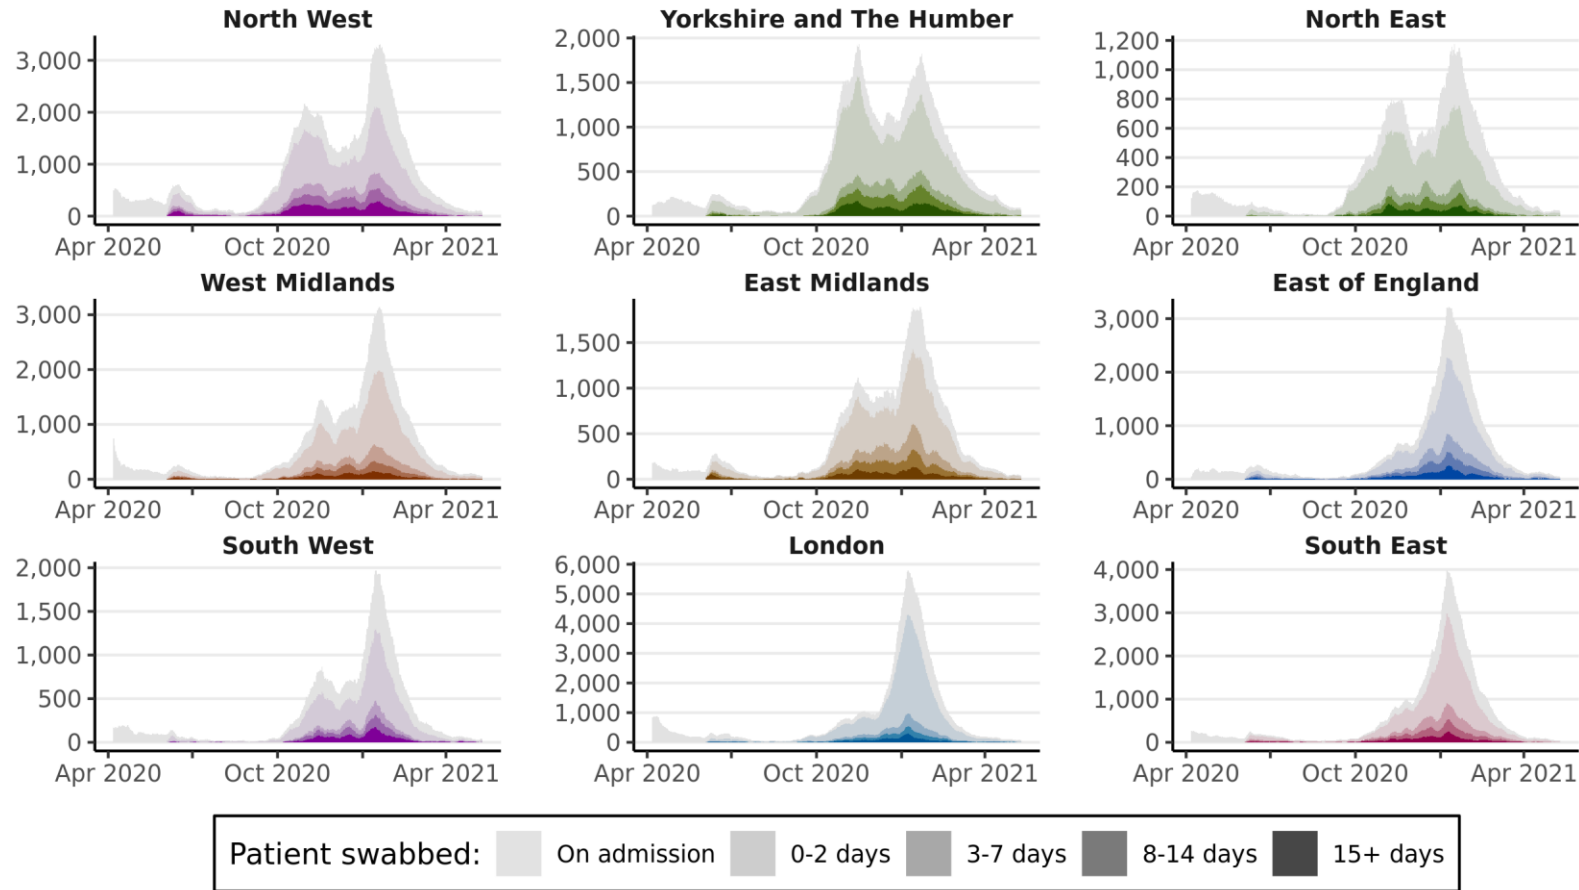 North West
3,000
2,000
1,000
0
Apr 2020 Oct 2020 Apr 2021
Yorkshire and The Humber
2,000
1,500
1,000
500
0
Apr 2020 Oct 2020 Apr 2021
North East
1,200
1,000
800
600
400
200
0
Apr 2020 Oct 2020 Apr 2021
West Midlands
3,000
2,000
1,000
0
Apr 2020 Oct 2020 Apr 2021
East Midlands
1,500
1,000
500
0
Apr 2020 Oct 2020 Apr 2021
East of England
3,000
2,000
1,000
0
Apr 2020 Oct 2020 Apr 2021
South West
2,000
1,500
1,000
500
0
Apr 2020 Oct 2020 Apr 2021
London
6,000
5,000
4,000
3,000
2,000
1,000
0
Apr 2020 Oct 2020 Apr 2021
South East
4,000
3,000
2,000
1,000
0
Apr 2020 Oct 2020 Apr 2021
Patient swabbed: On admission 0-2 days 3-7 days 8-14 days 15+ days